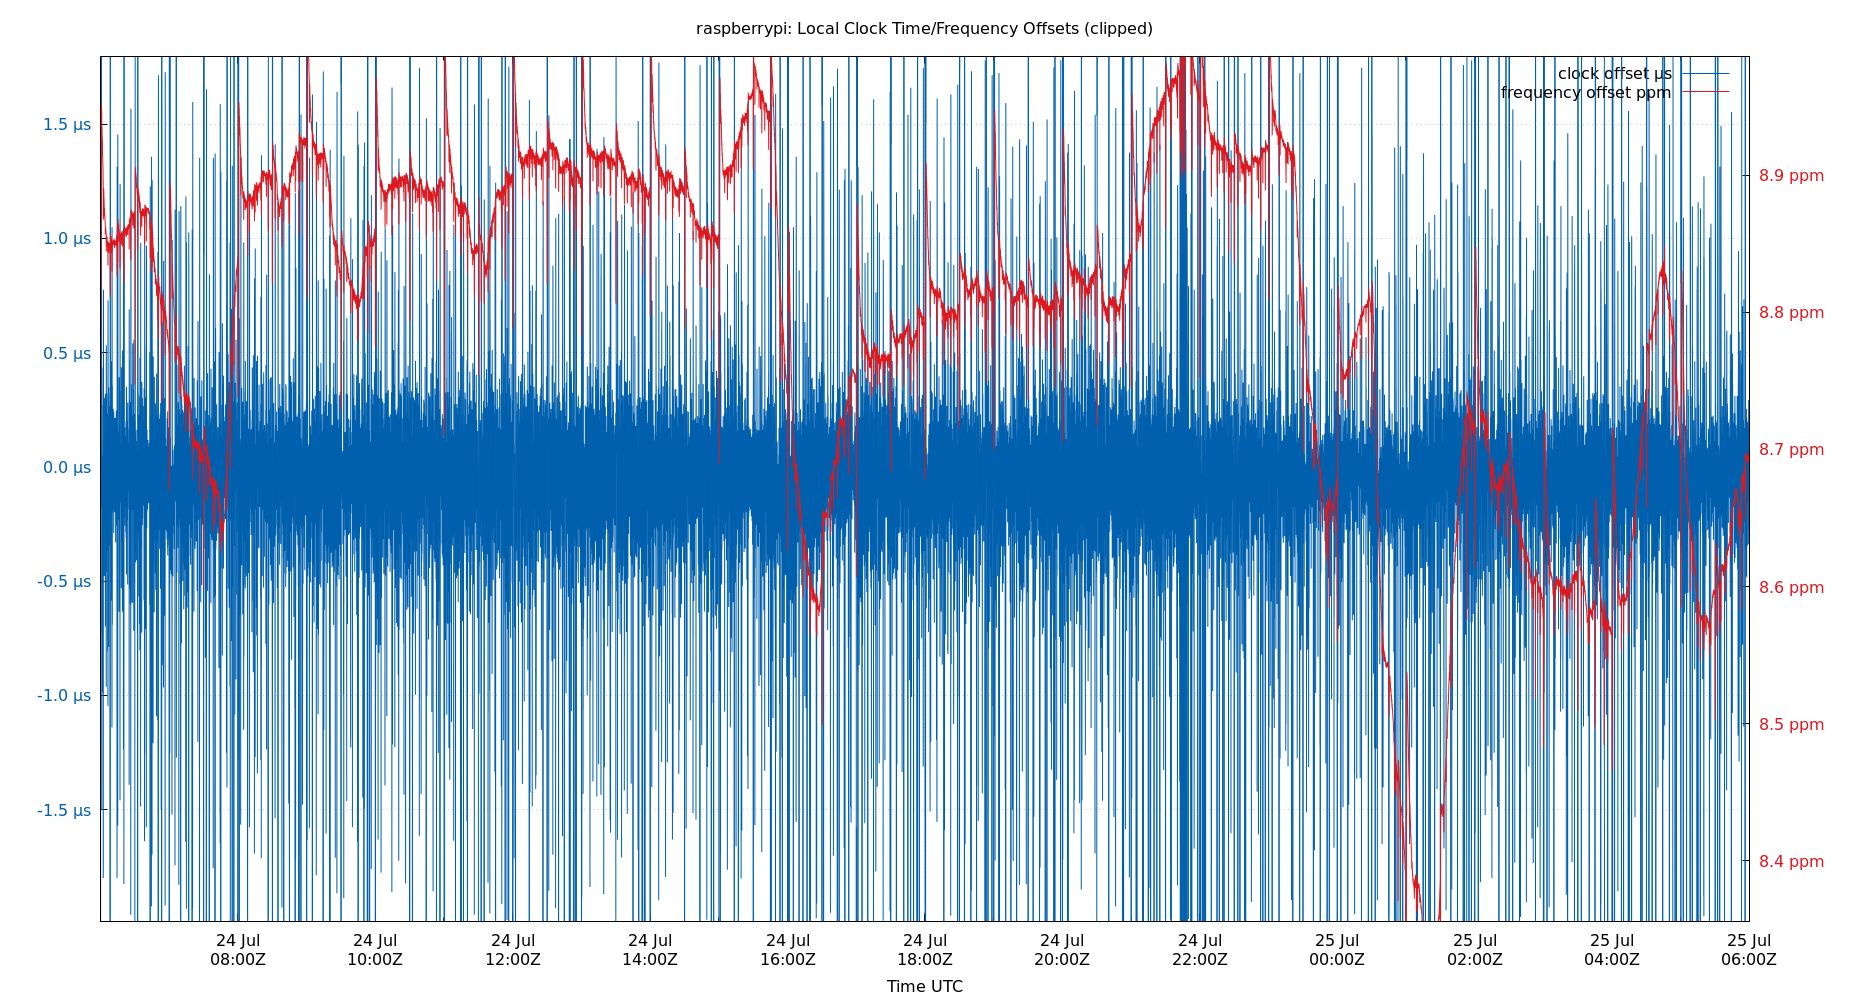 raspberrypi: Local Clock Time/Frequency Offsets (clipped)
clock offset µs
frequency offset ppm
1.5 µs
1.0 µs
0.5 µs
0.0 µs
-0.5 µs
-1.0 µs
-1.5 µs
8.9 ppm
8.8 ppm
8.7 ppm
8.6 ppm
8.5 ppm
8.4 ppm
24 Jul
08:00Z
24 Jul
10:00Z
24 Jul
12:00Z
24 Jul
14:00Z
24 Jul
16:00Z
24 Jul
18:00Z
24 Jul
20:00Z
24 Jul
22:00Z
25 Jul
00:00Z
25 Jul
02:00Z
25 Jul
04:00Z
25 Jul
06:00Z
Time UTC